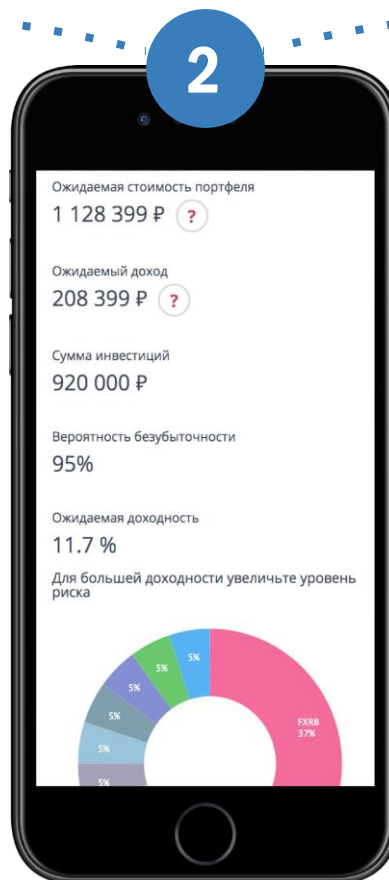 2
Ожидаемая стоимость портфеля
1 128 399 ₽ ?
Ожидаемый доход
208 399 ₽ ?
Сумма инвестиций
920 000 ₽
Вероятность безубыточности
95%
Ожидаемая доходность
11.7 %
Для большей доходности увеличьте уровень
риска
5%
5%
5%
5%
5%
5%
FXRB
37%